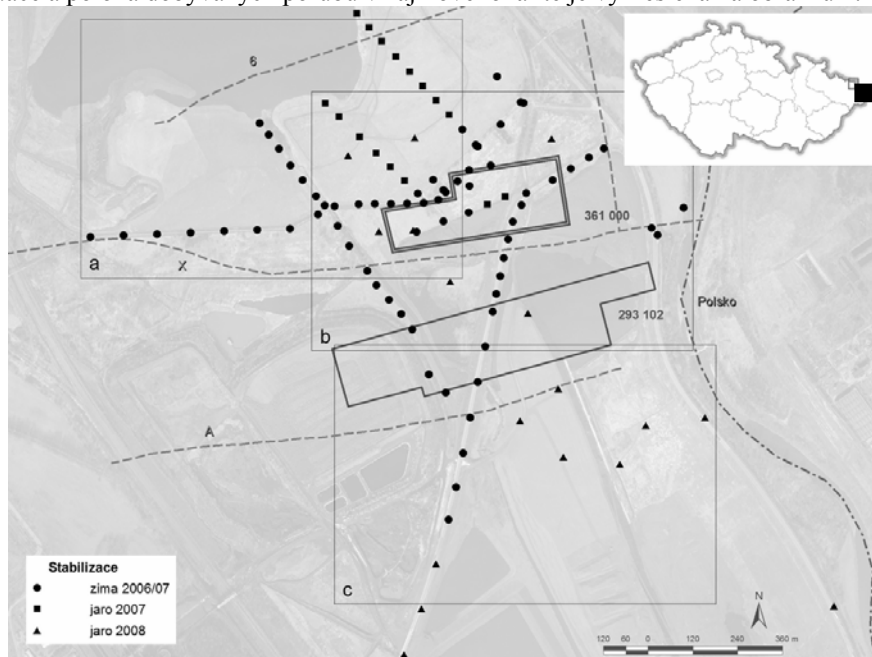 6
361 000
a
X
Polsko
293 102
b
A
c
Stabilizace
zima 2006/07
jaro 2007
jaro 2008
N
120 60 0 120 240 360 m